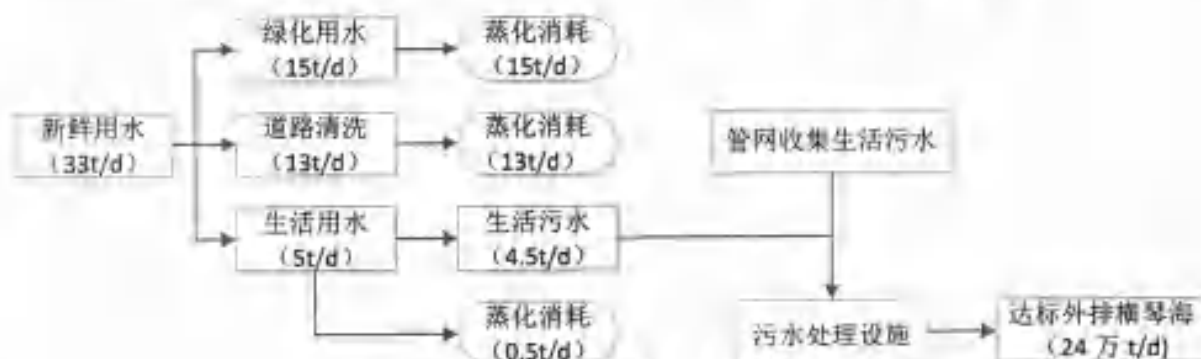 绿化用水
（15t/d）
蒸化消耗
（15t/d）
新鲜用水
（33t/d）
道路清洗
（13t/d）
蒸化消耗
（13t/d）
管网收集生活污水
生活用水
（5t/d）
生活污水
（4.5t/d）
蒸化消耗
（0.5t/d）
污水处理设施
达标外排横琴海
（24 万 t/d)